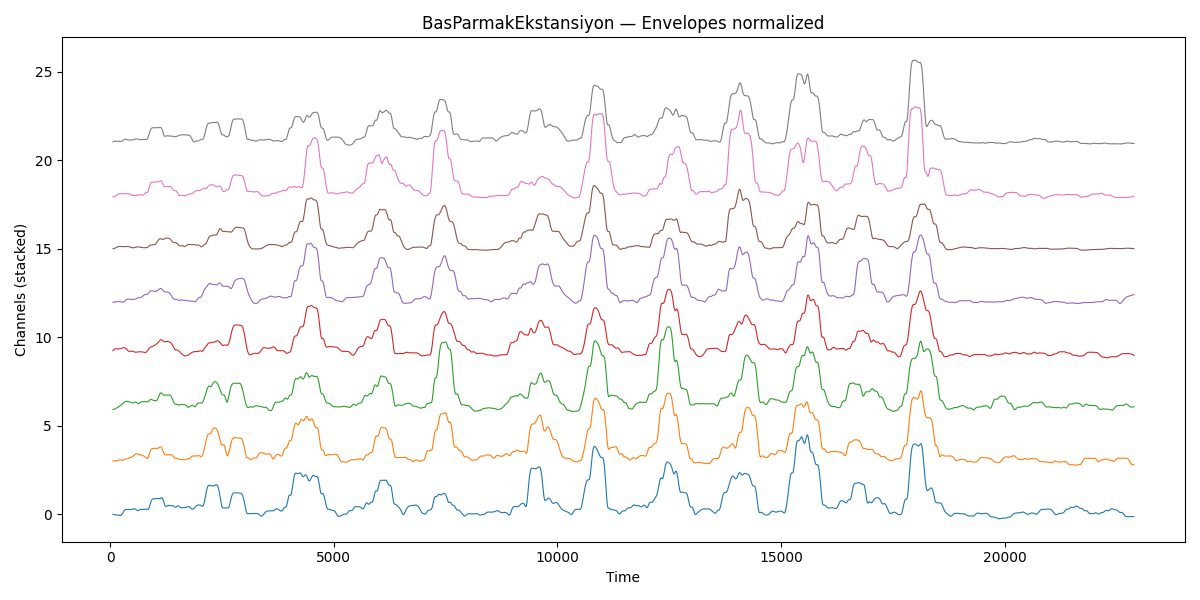 BasParmakEkstansiyon — Envelopes normalized
25
20
15
10
5
0
Channels (stacked)
0 5000 10000 15000 20000
Time